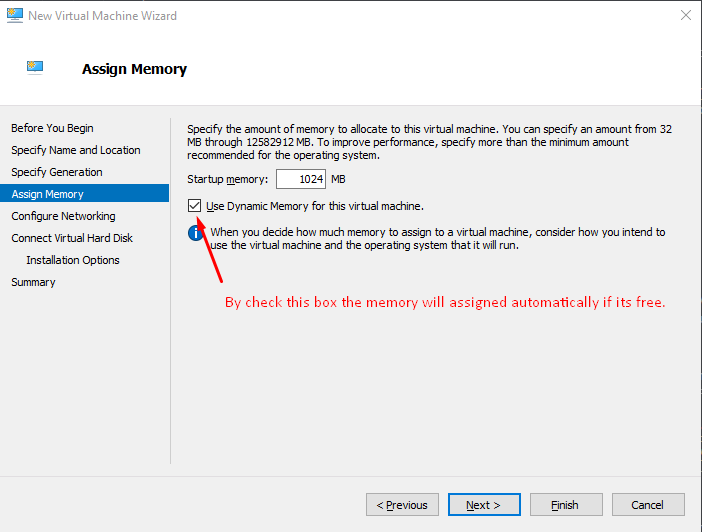 New Virtual Machine Wizard
Assign Memory
Before You Begin
Specify Name and Location
Specify Generation
Assign Memory
Configure Networking
Connect Virtual Hard Disk
Installation Options
Summary
Specify the amount of memory to allocate to this virtual machine. You can specify an amount from 32
MB through 12582912 MB. To improve performance, specify more than the minimum amount
recommended for the operating system.
Startup memory: 1024 MB
Use Dynamic Memory for this virtual machine.
When you decide how much memory to assign to a virtual machine, consider how you intend to
use the virtual machine and the operating system that it will run.
By check this box the memory will assigned automatically if its free.
< Previous Next > Finish Cancel